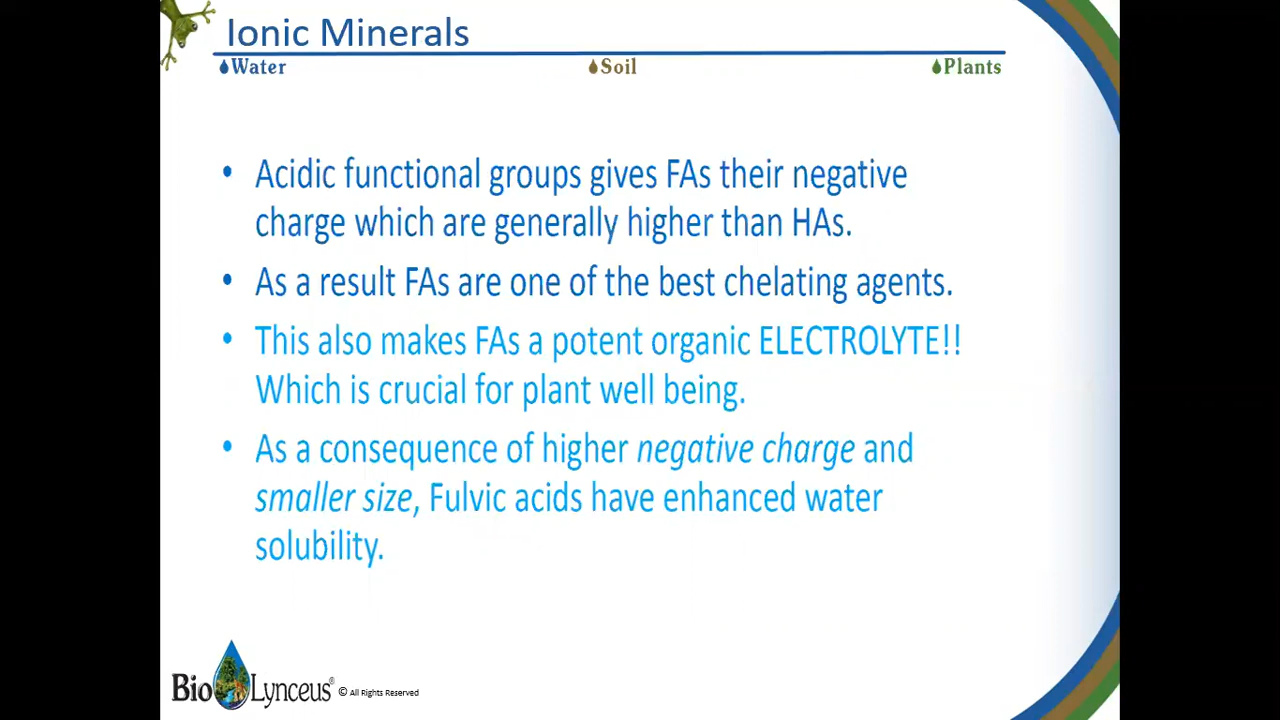 Ionic Minerals
Water Soil Plants
• Acidic functional groups gives FAs their negative
charge which are generally higher than HAs.
• As a result FAs are one of the best chelating agents.
• This also makes FAs a potent organic ELECTROLYTE!!
Which is crucial for plant well being.
• As a consequence of higher negative charge and
smaller size, Fulvic acids have enhanced water
solubility.
Bio Lynceus® © All Rights Reserved